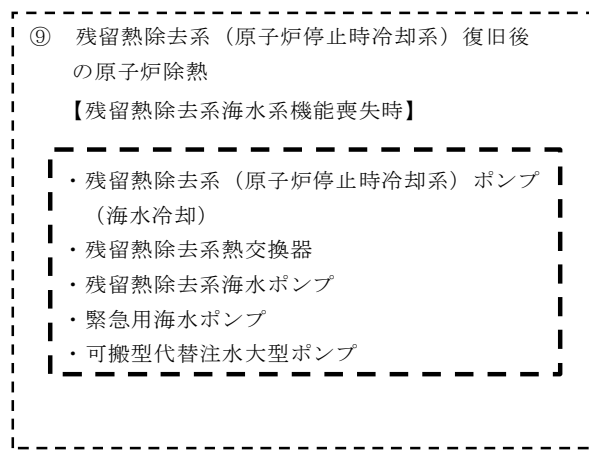 ⑨ 残留熱除去系（原子炉停止時冷却系）復旧後
の原子炉除熱
【残留熱除去系海水系機能喪失時】
・残留熱除去系（原子炉停止時冷却系）ポンプ
（海水冷却）
・残留熱除去系熱交換器
・残留熱除去系海水ポンプ
・緊急用海水ポンプ
・可搬型代替注水大型ポンプ